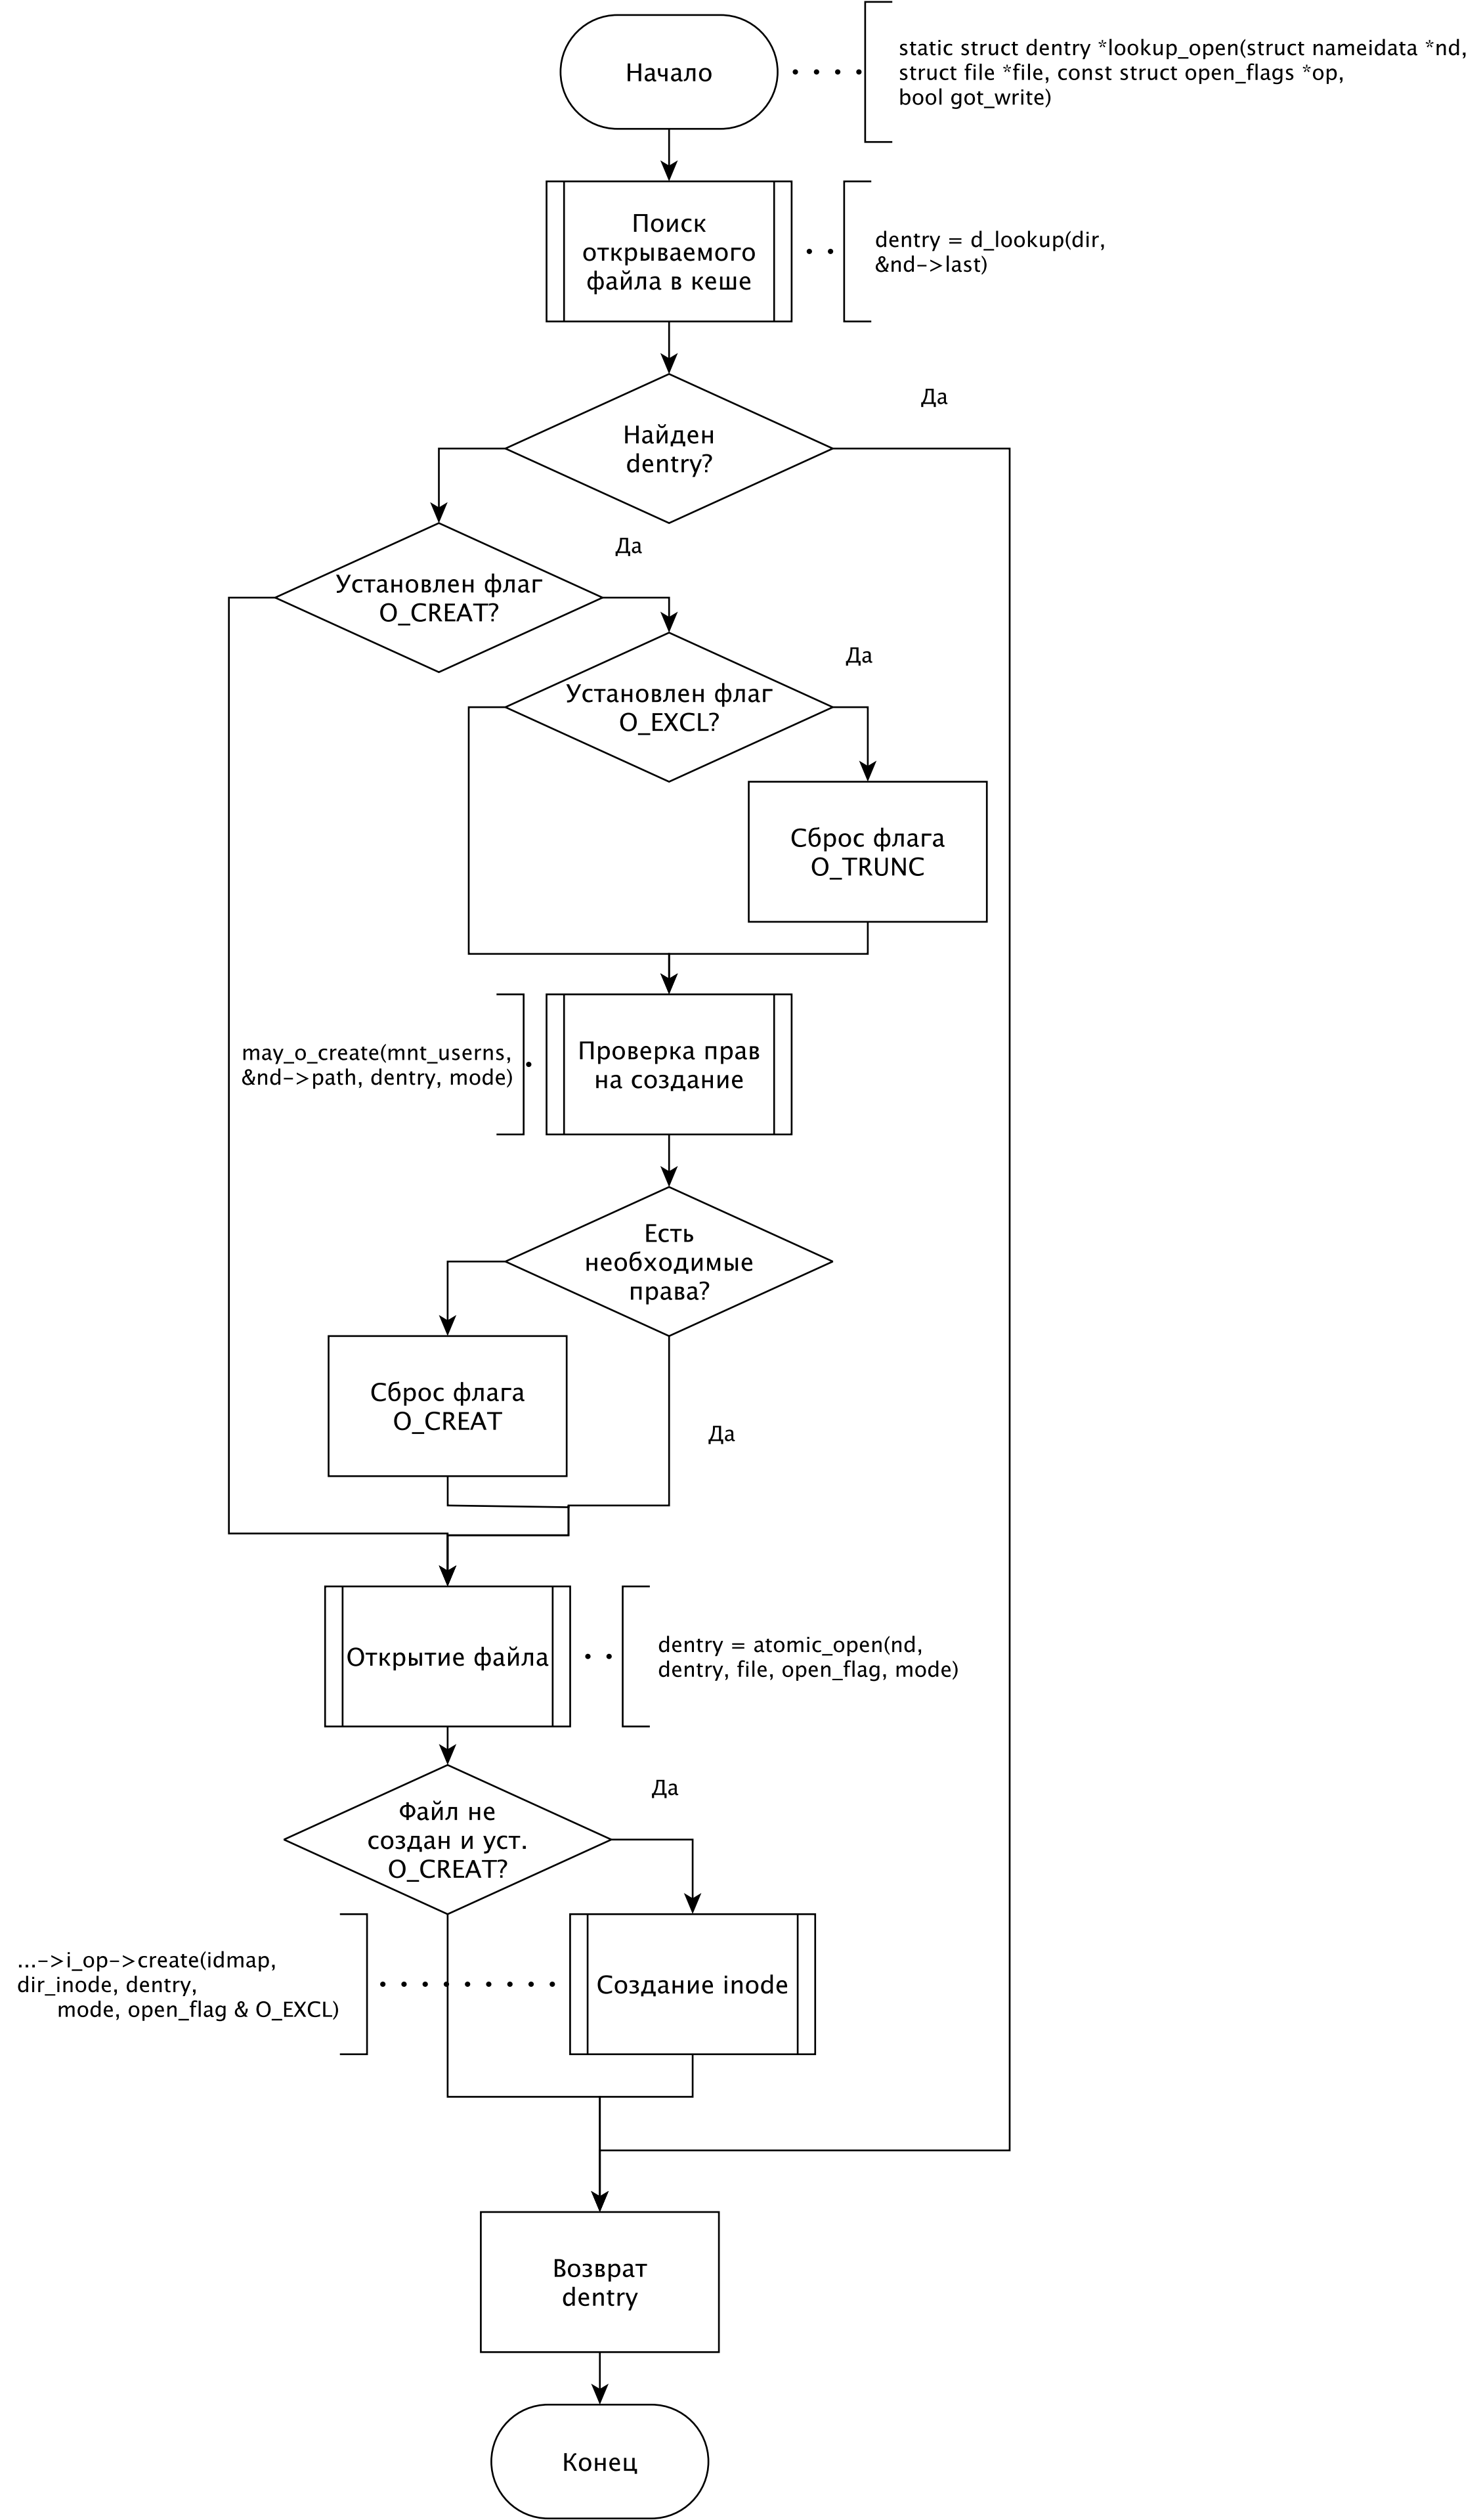 Начало
static struct dentry *lookup_open(struct nameidata *nd,
struct file *file, const struct open_flags *op,
bool got_write)
Поиск
открываемого
файла в кеше
dentry = d_lookup(dir,
&nd->last)
Да
Найден
dentry?
Да
Установлен флаг
O_CREAT?
Да
Установлен флаг
O_EXCL?
Сброс флага
O_TRUNC
may_o_create(mnt_userns,
&nd->path, dentry, mode)
Проверка прав
на создание
Есть
необходимые
права?
Сброс флага
O_CREAT
Да
Открытие файла
dentry = atomic_open(nd,
dentry, file, open_flag, mode)
Да
Файл не
создан и уст.
O_CREAT?
...->i_op->create(idmap,
dir_inode, dentry,
mode, open_flag & O_EXCL)
Создание inode
Возврат
dentry
Конец